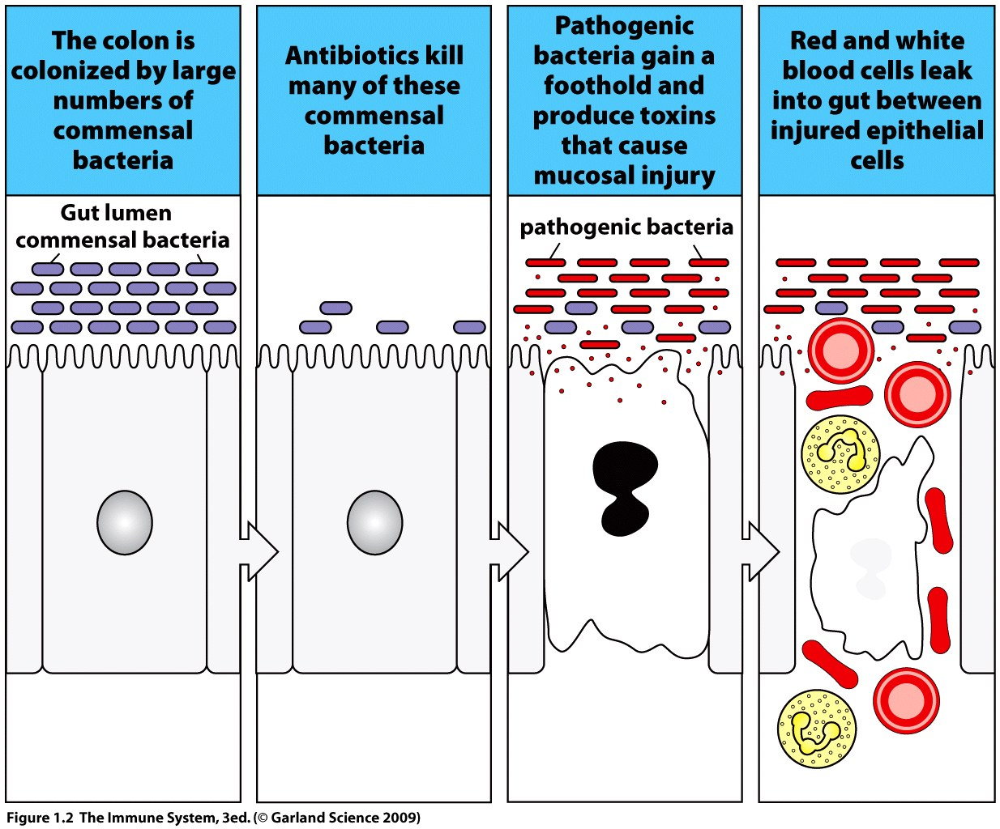 The colon is
colonized by large
numbers of
commensal
bacteria
Antibiotics kill
many of these
commensal
bacteria
Pathogenic
bacteria gain a
foothold and
produce toxins
that cause
mucosal injury
Red and white
blood cells leak
into gut between
injured epithelial
cells
Gut lumen
commensal bacteria
pathogenic bacteria
Figure 1.2 The Immune System, 3ed. (© Garland Science 2009)